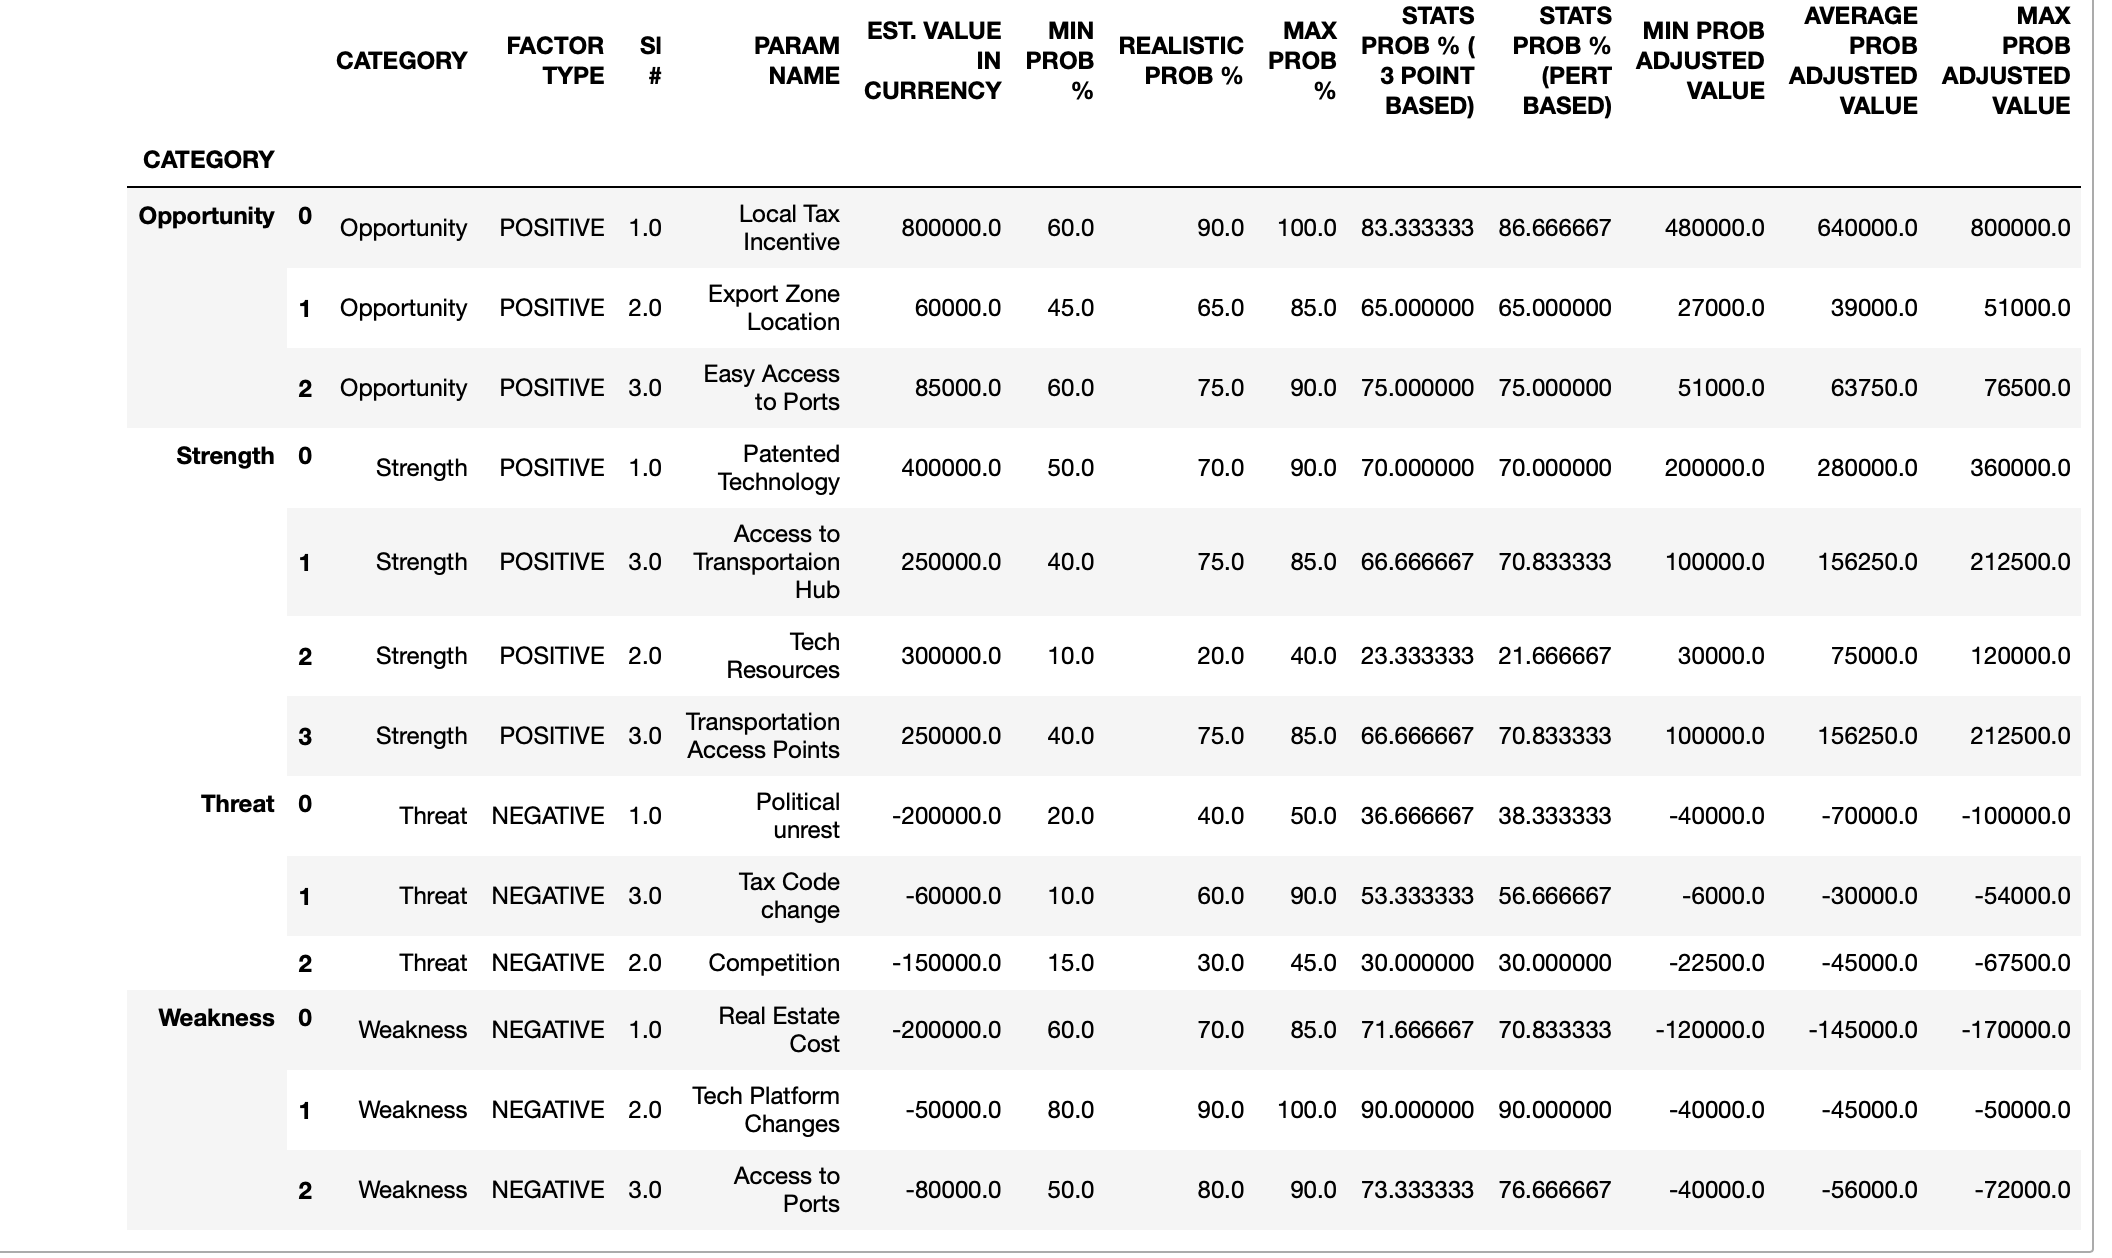 CATEGORY FACTOR TYPE SI # PARAM NAME EST. VALUE IN CURRENCY MIN PROB % REALISTIC PROB % MAX PROB % STATS PROB % ( 3 POINT BASED) STATS PROB % (PERT BASED) MIN PROB ADJUSTED VALUE AVERAGE PROB ADJUSTED VALUE MAX PROB ADJUSTED VALUE
CATEGORY
Opportunity 0 Opportunity POSITIVE 1.0 Local Tax Incentive 800000.0 60.0 90.0 100.0 83.333333 86.666667 480000.0 640000.0 800000.0
1 Opportunity POSITIVE 2.0 Export Zone Location 60000.0 45.0 65.0 85.0 65.000000 65.000000 27000.0 39000.0 51000.0
2 Opportunity POSITIVE 3.0 Easy Access to Ports 85000.0 60.0 75.0 90.0 75.000000 75.000000 51000.0 63750.0 76500.0
Strength 0 Strength POSITIVE 1.0 Patented Technology 400000.0 50.0 70.0 90.0 70.000000 70.000000 200000.0 280000.0 360000.0
1 Strength POSITIVE 3.0 Access to Transportaion Hub 250000.0 40.0 75.0 85.0 66.666667 70.833333 100000.0 156250.0 212500.0
2 Strength POSITIVE 2.0 Tech Resources 300000.0 10.0 20.0 40.0 23.333333 21.666667 30000.0 75000.0 120000.0
3 Strength POSITIVE 3.0 Transportation Access Points 250000.0 40.0 75.0 85.0 66.666667 70.833333 100000.0 156250.0 212500.0
Threat 0 Threat NEGATIVE 1.0 Political unrest -200000.0 20.0 40.0 50.0 36.666667 38.333333 -40000.0 -70000.0 -100000.0
1 Threat NEGATIVE 3.0 Tax Code change -60000.0 10.0 60.0 90.0 53.333333 56.666667 -6000.0 -30000.0 -54000.0
2 Threat NEGATIVE 2.0 Competition -150000.0 15.0 30.0 45.0 30.000000 30.000000 -22500.0 -45000.0 -67500.0
Weakness 0 Weakness NEGATIVE 1.0 Real Estate Cost -200000.0 60.0 70.0 85.0 71.666667 70.833333 -120000.0 -145000.0 -170000.0
1 Weakness NEGATIVE 2.0 Tech Platform Changes -50000.0 80.0 90.0 100.0 90.000000 90.000000 -40000.0 -45000.0 -50000.0
2 Weakness NEGATIVE 3.0 Access to Ports -80000.0 50.0 80.0 90.0 73.333333 76.666667 -40000.0 -56000.0 -72000.0